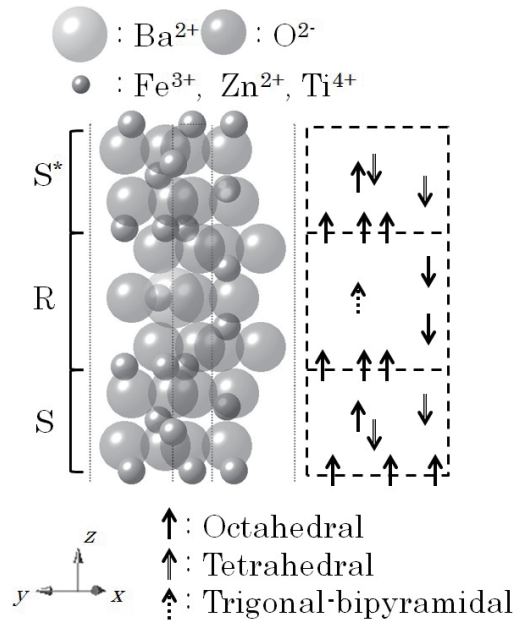 : Ba²⁺ : O²⁻
: Fe³⁺, Zn²⁺, Ti⁴⁺
S*
R
S
z
y x
: Octahedral
: Tetrahedral
: Trigonal-bipyramidal